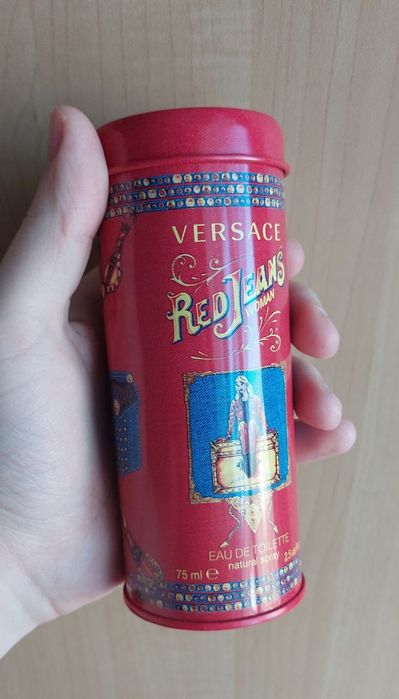 VERSACE
RED JEANS
WOMAN
EAU DE TOILETTE
natural spray
75 ml e